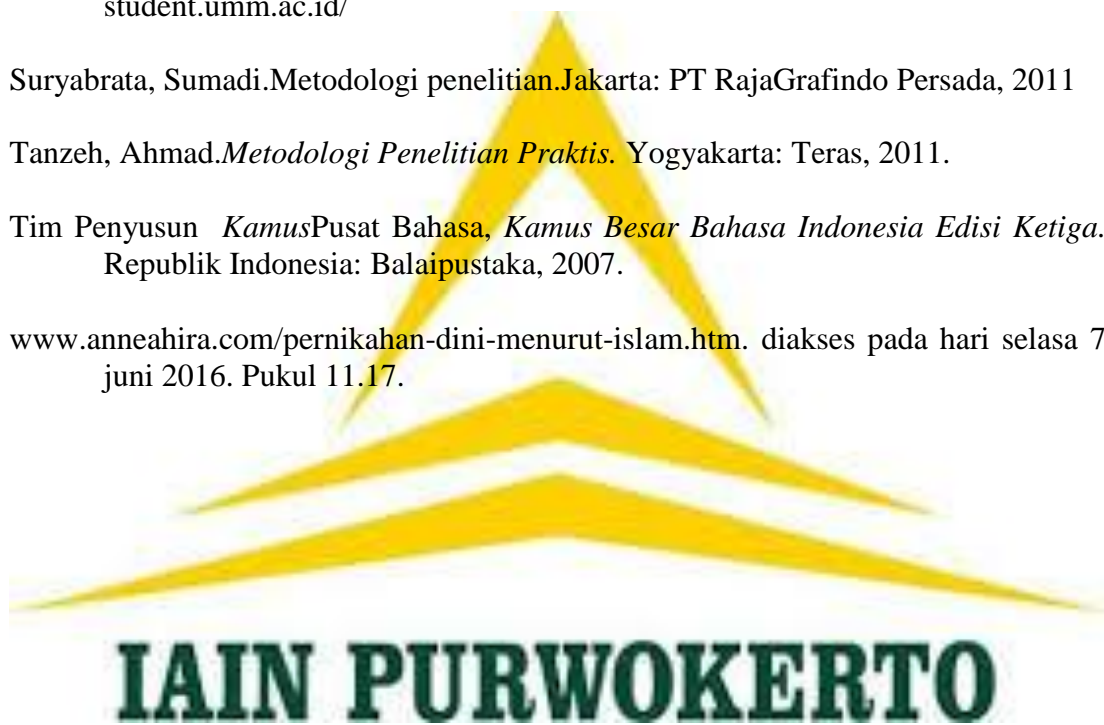 student.umm.ac.id/
Suryabrata, Sumadi.Metodologi penelitian.Jakarta: PT RajaGrafindo Persada, 2011
Tanzeh, Ahmad.Metodologi Penelitian Praktis. Yogyakarta: Teras, 2011.
Tim Penyusun KamusPusat Bahasa, Kamus Besar Bahasa Indonesia Edisi Ketiga.
Republik Indonesia: Balaipustaka, 2007.
www.anneahira.com/pernikahan-dini-menurut-islam.htm. diakses pada hari selasa 7
juni 2016. Pukul 11.17.
IAIN PURWOKERTO